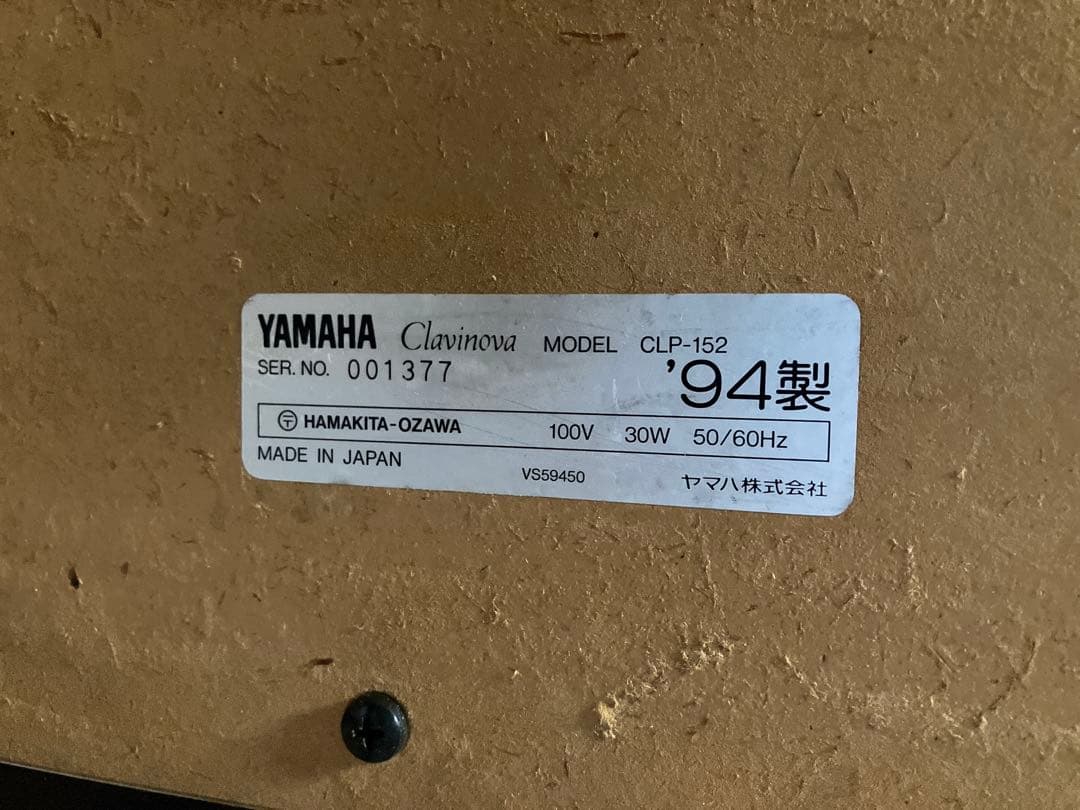 YAMAHA Clavinova MODEL CLP-152
SER. NO. 001377
'94製
〒 HAMAKITA-OZAWA 100V 30W 50/60Hz
MADE IN JAPAN VS59450 ヤマハ株式会社